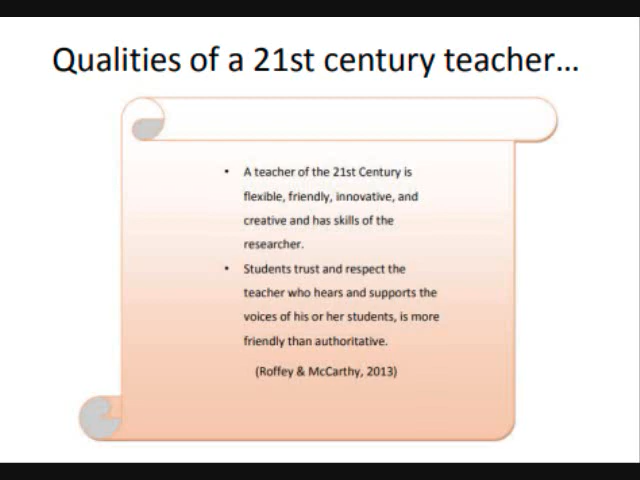 Qualities of a 21st century teacher…
• A teacher of the 21st Century is
flexible, friendly, innovative, and
creative and has skills of the
researcher.
• Students trust and respect the
teacher who hears and supports the
voices of his or her students, is more
friendly than authoritative.
(Roffey & McCarthy, 2013)